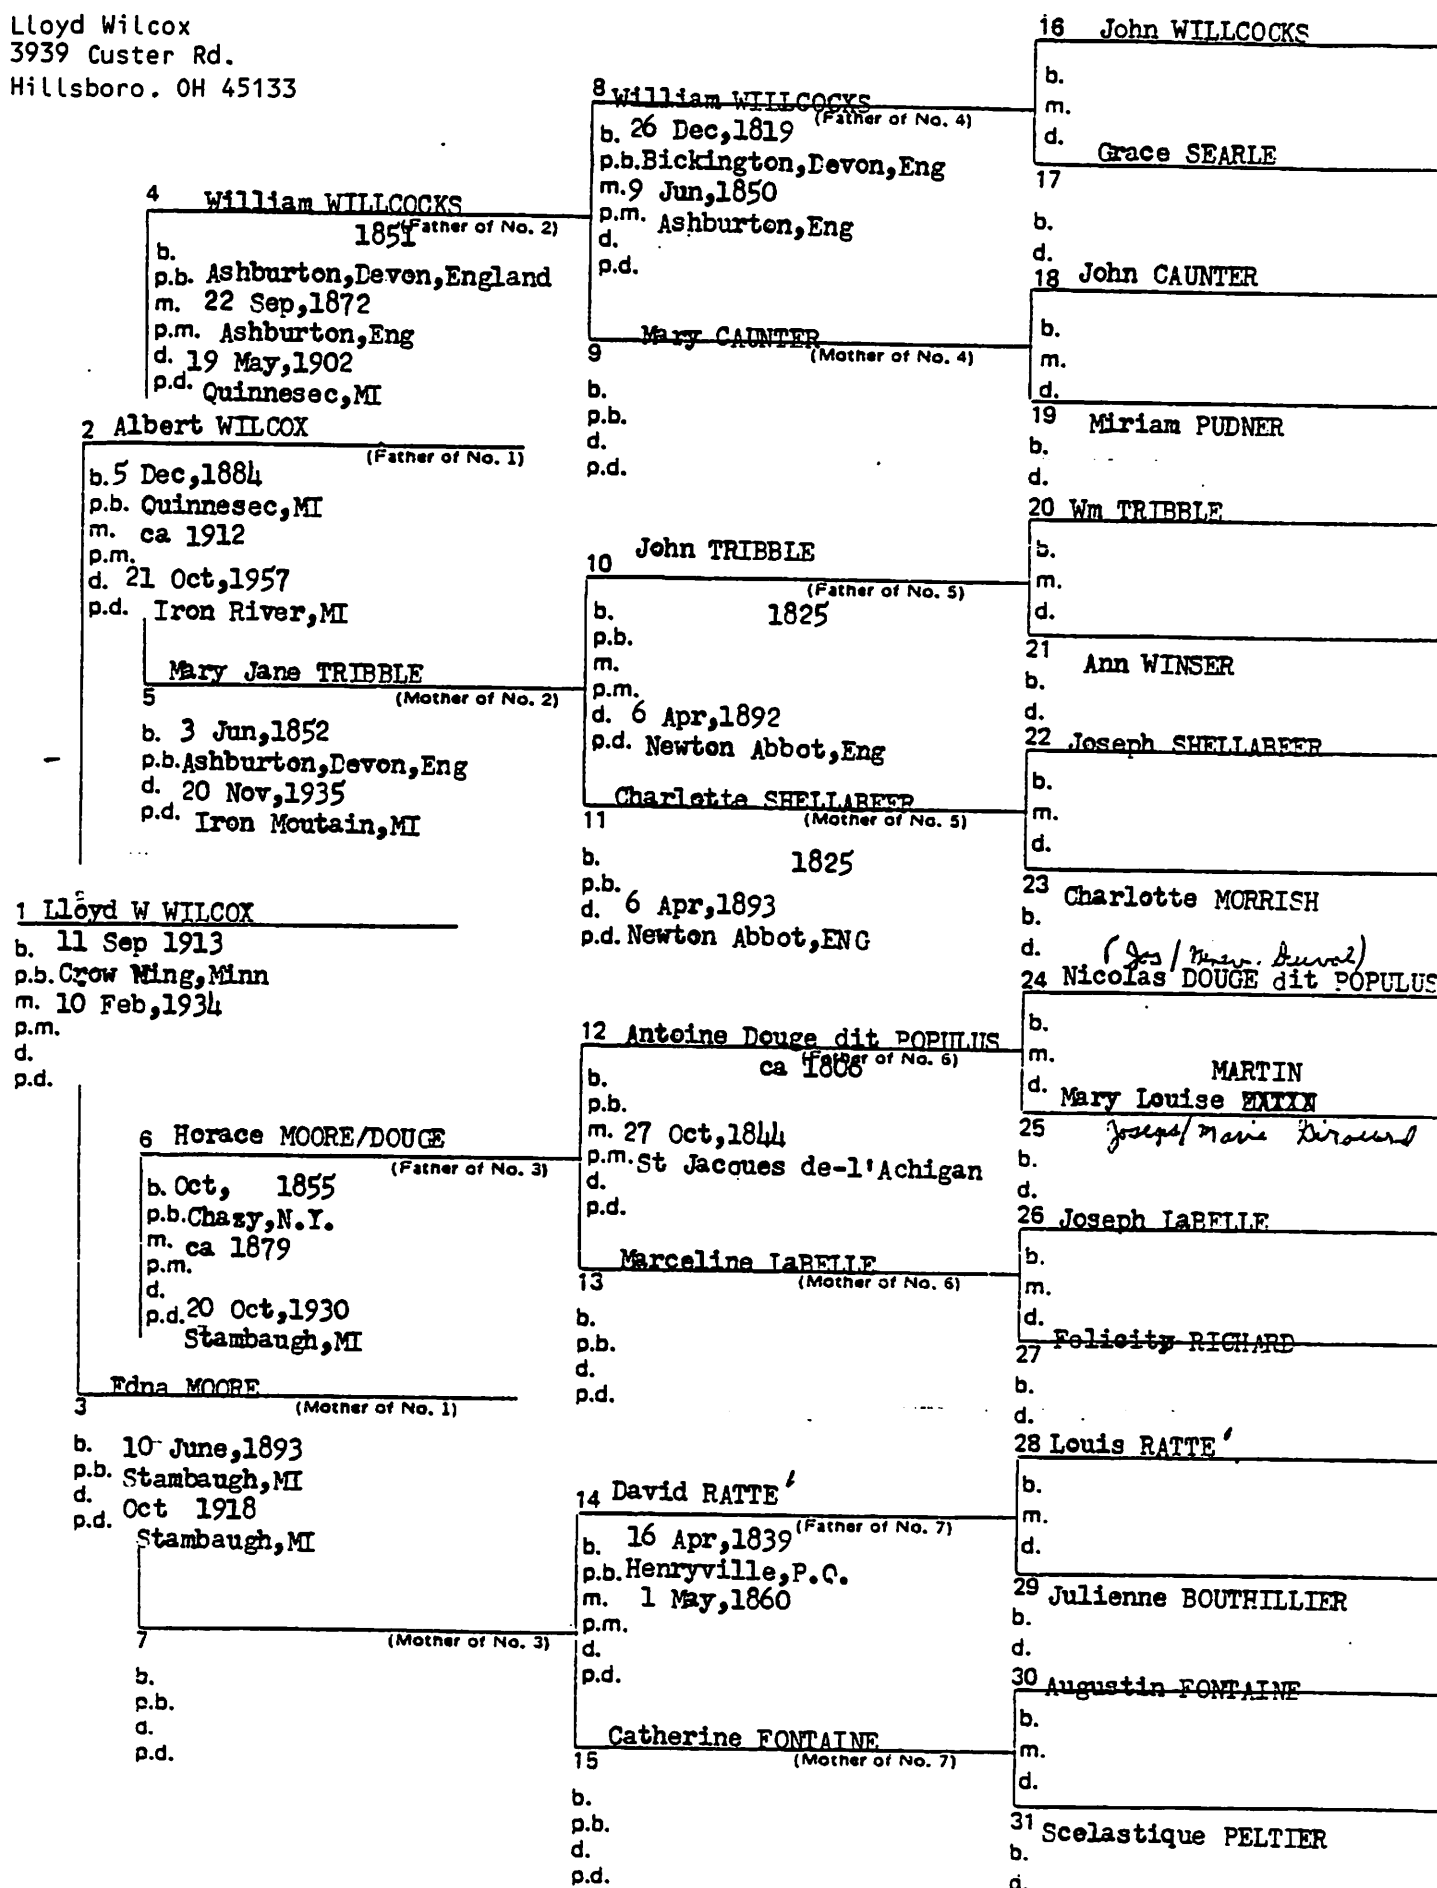 Lloyd Wilcox
3939 Custer Rd.
Hillsboro. OH 45133
16 John WILLCOCKS
b.
m.
d.
Grace SEARLE
17
b.
d.
8 William WILLCOCKS
(Father of No. 4)
b. 26 Dec,1819
p.b.Bickington,Devon,Eng
m.9 Jun,1850
p.m. Ashburton,Eng
d.
p.d.
4 William WILLCOCKS
(Father of No. 2)
b. 1851
p.b. Ashburton,Devon,England
m. 22 Sep,1872
p.m. Ashburton,Eng
d. 19 May,1902
p.d. Quinnesec,MI
18 John CAUNTER
b.
m.
d.
19 Miriam PUDNER
b.
d.
Mary CAUNTER
9 (Mother of No. 4)
b.
p.b.
d.
p.d.
2 Albert WILCOX
(Father of No. 1)
b.5 Dec,1884
p.b. Quinnesec,MI
m. ca 1912
p.m.
d. 21 Oct,1957
p.d. Iron River,MI
20 Wm TRIBBLE
b.
m.
d.
21 Ann WINSER
b.
d.
10 John TRIBBLE
(Father of No. 5)
b. 1825
p.b.
m.
p.m.
d. 6 Apr,1892
p.d. Newton Abbot,Eng
Mary Jane TRIBBLE
5 (Mother of No. 2)
b. 3 Jun,1852
p.b.Ashburton,Devon,Eng
d. 20 Nov,1935
p.d. Iron Moutain,MI
22 Joseph SHELLABEER
b.
m.
d.
23 Charlotte MORRISH
b.
d.
Charlotte SHELLABEER
11 (Mother of No. 5)
b. 1825
p.b.
d. 6 Apr,1893
p.d. Newton Abbot,ENG
1 Lloyd W WILCOX
b. 11 Sep 1913
p.b.Crow Wing,Minn
m. 10 Feb,1934
p.m.
d.
p.d.
(Jos /
24 Nicolas DOUGE dit POPULUS
b.
m.
d. MARTIN
Mary Louise
25 Joseps/ Marie
b.
d.
12 Antoine Douge dit POPULUS
(Father of No. 6)
b. ca 1806
p.b.
m. 27 Oct,1844
p.m.St Jacques de-l'Achigan
d.
p.d.
6 Horace MOORE/DOUGE
(Father of No. 3)
b. Oct, 1855
p.b.Chazy,N.Y.
m. ca 1879
p.m.
d.
p.d.20 Oct,1930
Stambaugh,MI
26 Joseph LaBELLE
b.
m.
d.
Felicity RICHARD
27
b.
d.
Marceline LaBELLE
13 (Mother of No. 6)
b.
p.b.
d.
p.d.
Edna MOORE
3 (Mother of No. 1)
b. 10 June,1893
p.b. Stambaugh,MI
d. Oct 1918
p.d. Stambaugh,MI
28 Louis RATTE'
b.
m.
d.
29 Julienne BOUTHILLIER
b.
d.
14 David RATTE'
(Father of No. 7)
b. 16 Apr,1839
p.b.Henryville,P.Q.
m. 1 May,1860
p.m.
d.
p.d.
7 (Mother of No. 3)
b.
p.b.
d.
p.d.
30 Augustin FONTAINE
b.
m.
d.
31 Scelastique PELTIER
b.
d.
Catherine FONTAINE
15 (Mother of No. 7)
b.
p.b.
d.
p.d.